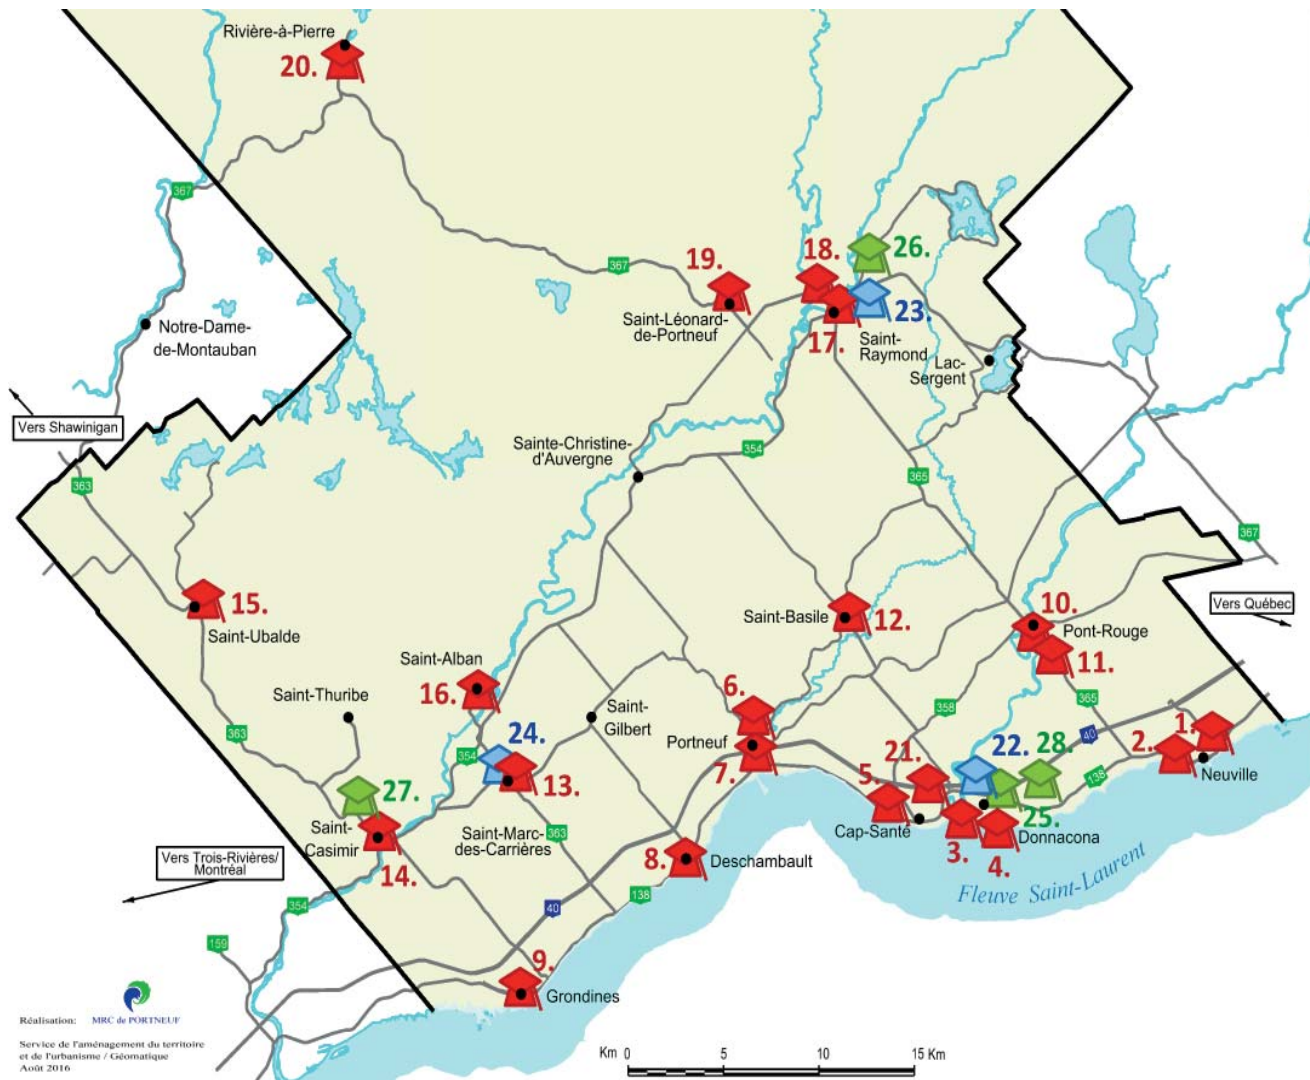 Rivière-à-Pierre
20.
367
26.
18.
19.
367
23.
Notre-Dame-
de-Montauban
Saint-Léonard-
de-Portneuf
17.
Saint-
Raymond
Lac-
Sergent
Vers Shawinigan
Sainte-Christine-
d'Auvergne
354
365
363
367
15.
Saint-Ubalde
Saint-Basile
12.
10.
Pont-Rouge
Vers Québec
11.
Saint-Alban
16.
Saint-Thuribe
Saint-
Gilbert
6.
365
358
363
24.
354
Portneuf
7.
21.
22.
28.
40
1.
2.
Neuville
5.
138
27.
13.
Cap-Santé
25.
Donnacona
3.
4.
Saint-
Casimir
Saint-Marc-
des-Carrières
363
8.
Deschambault
Vers Trois-Rivières/
Montréal
14.
Fleuve Saint-Laurent
138
354
40
159
9.
Grondines
Réalisation:
MRC de PORTNEUF
Service de l'aménagement du territoire
et de l'urbanisme / Géomatique
Août 2016
Km 0 5 10 15 Km